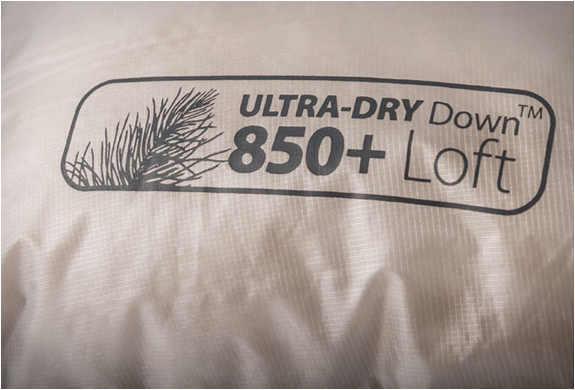 ULTRA-DRY Down™
850+ Loft